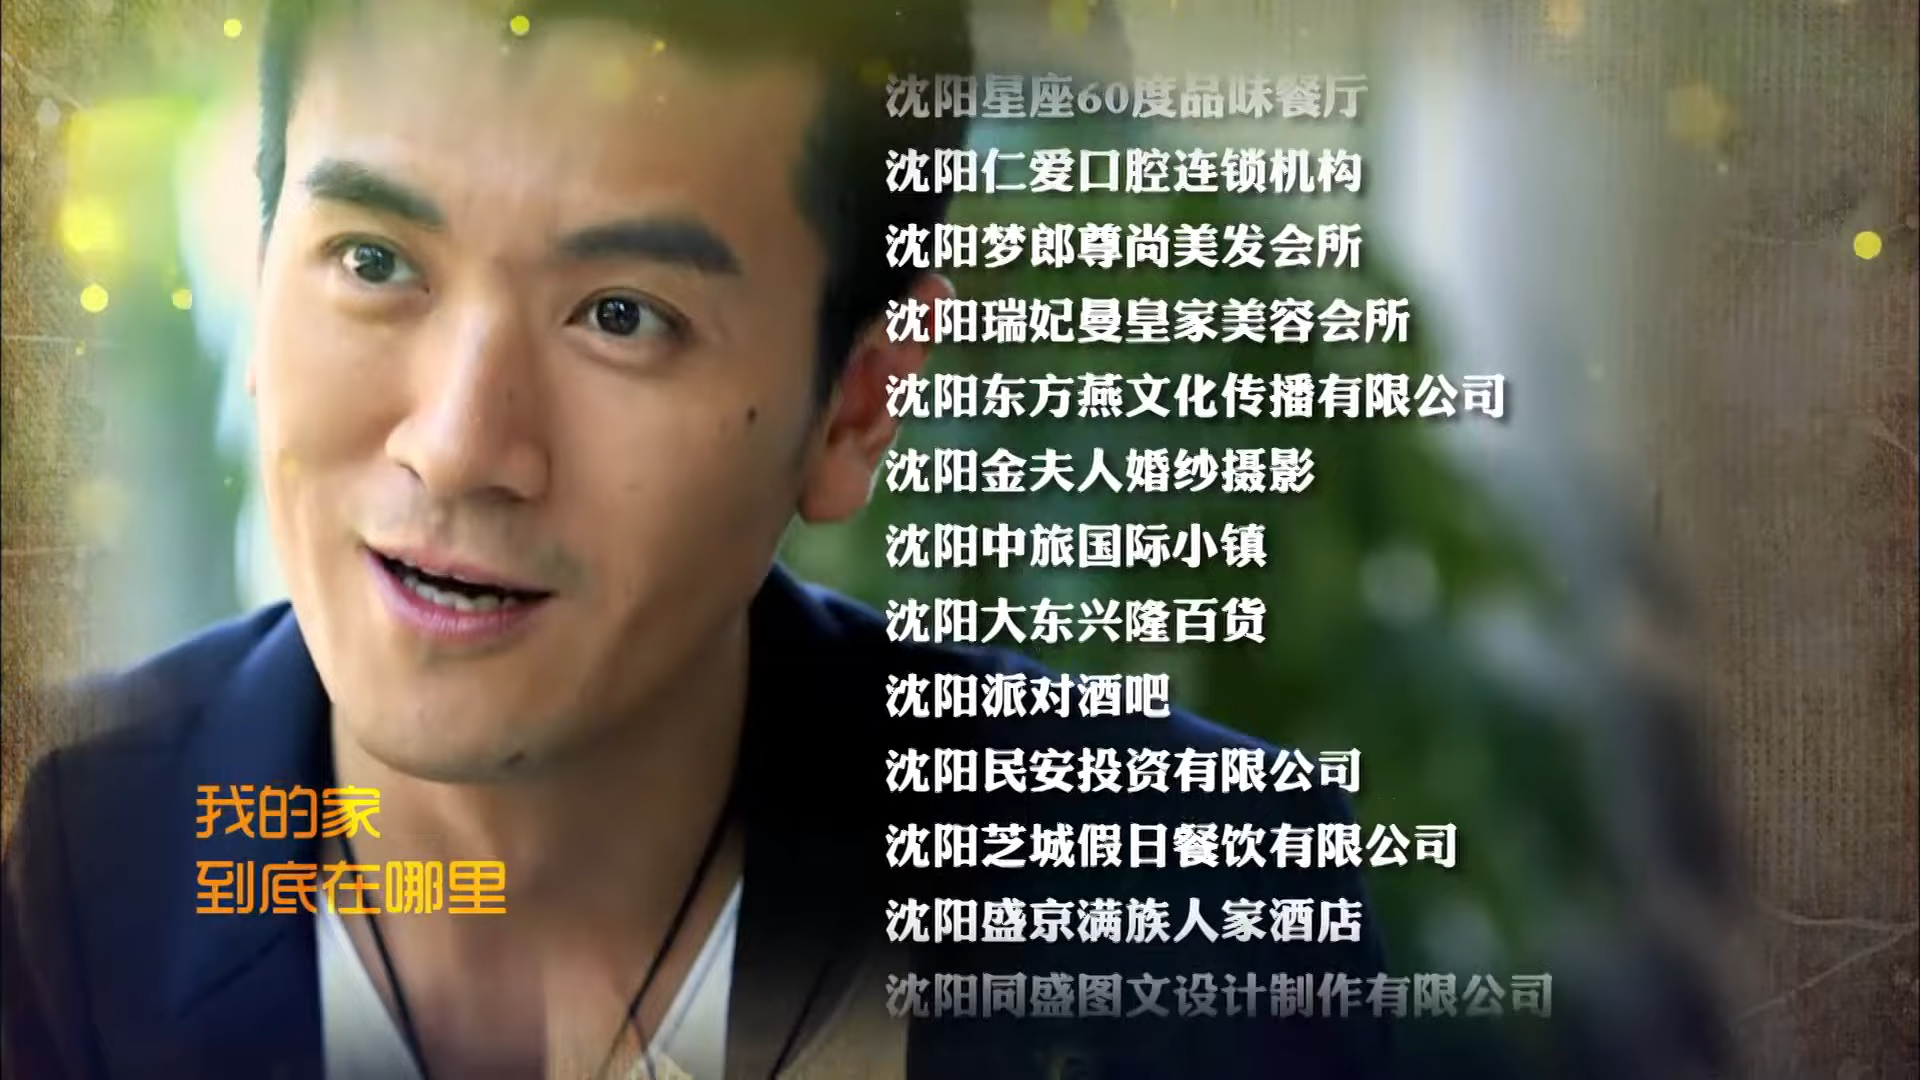 沈阳星座60度品味餐厅
沈阳仁爱口腔连锁机构
沈阳梦郎尊尚美发会所
沈阳瑞妃曼皇家美容会所
沈阳东方燕文化传播有限公司
沈阳金夫人婚纱摄影
沈阳中旅国际小镇
沈阳大东兴隆百货
沈阳派对酒吧
沈阳民安投资有限公司
沈阳芝城假日餐饮有限公司
沈阳盛京满族人家酒店
沈阳同盛图文设计制作有限公司
我的家
到底在哪里